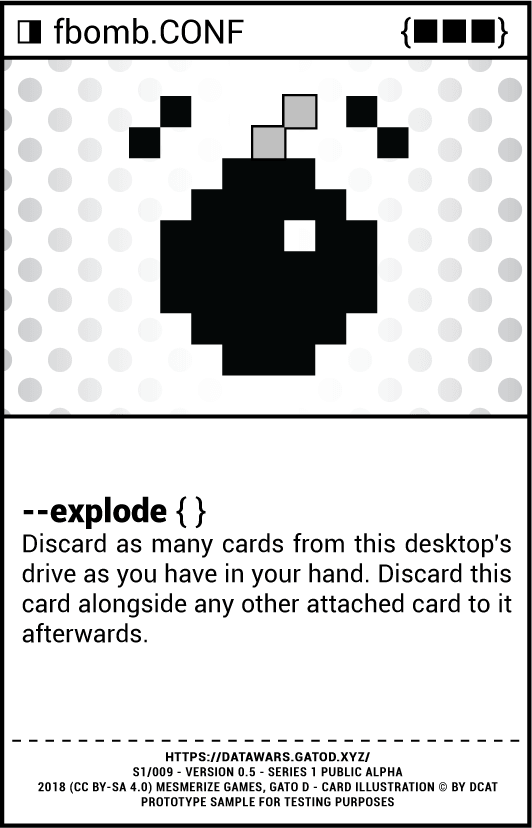 fbomb.CONF {■■■}
--explode { }
Discard as many cards from this desktop's
drive as you have in your hand. Discard this
card alongside any other attached card to it
afterwards.
HTTPS://DATAWARS.GATOD.XYZ/
S1/009 - VERSION 0.5 - SERIES 1 PUBLIC ALPHA
2018 (CC BY-SA 4.0) MESMERIZE GAMES, GATO D - CARD ILLUSTRATION © BY DCAT
PROTOTYPE SAMPLE FOR TESTING PURPOSES